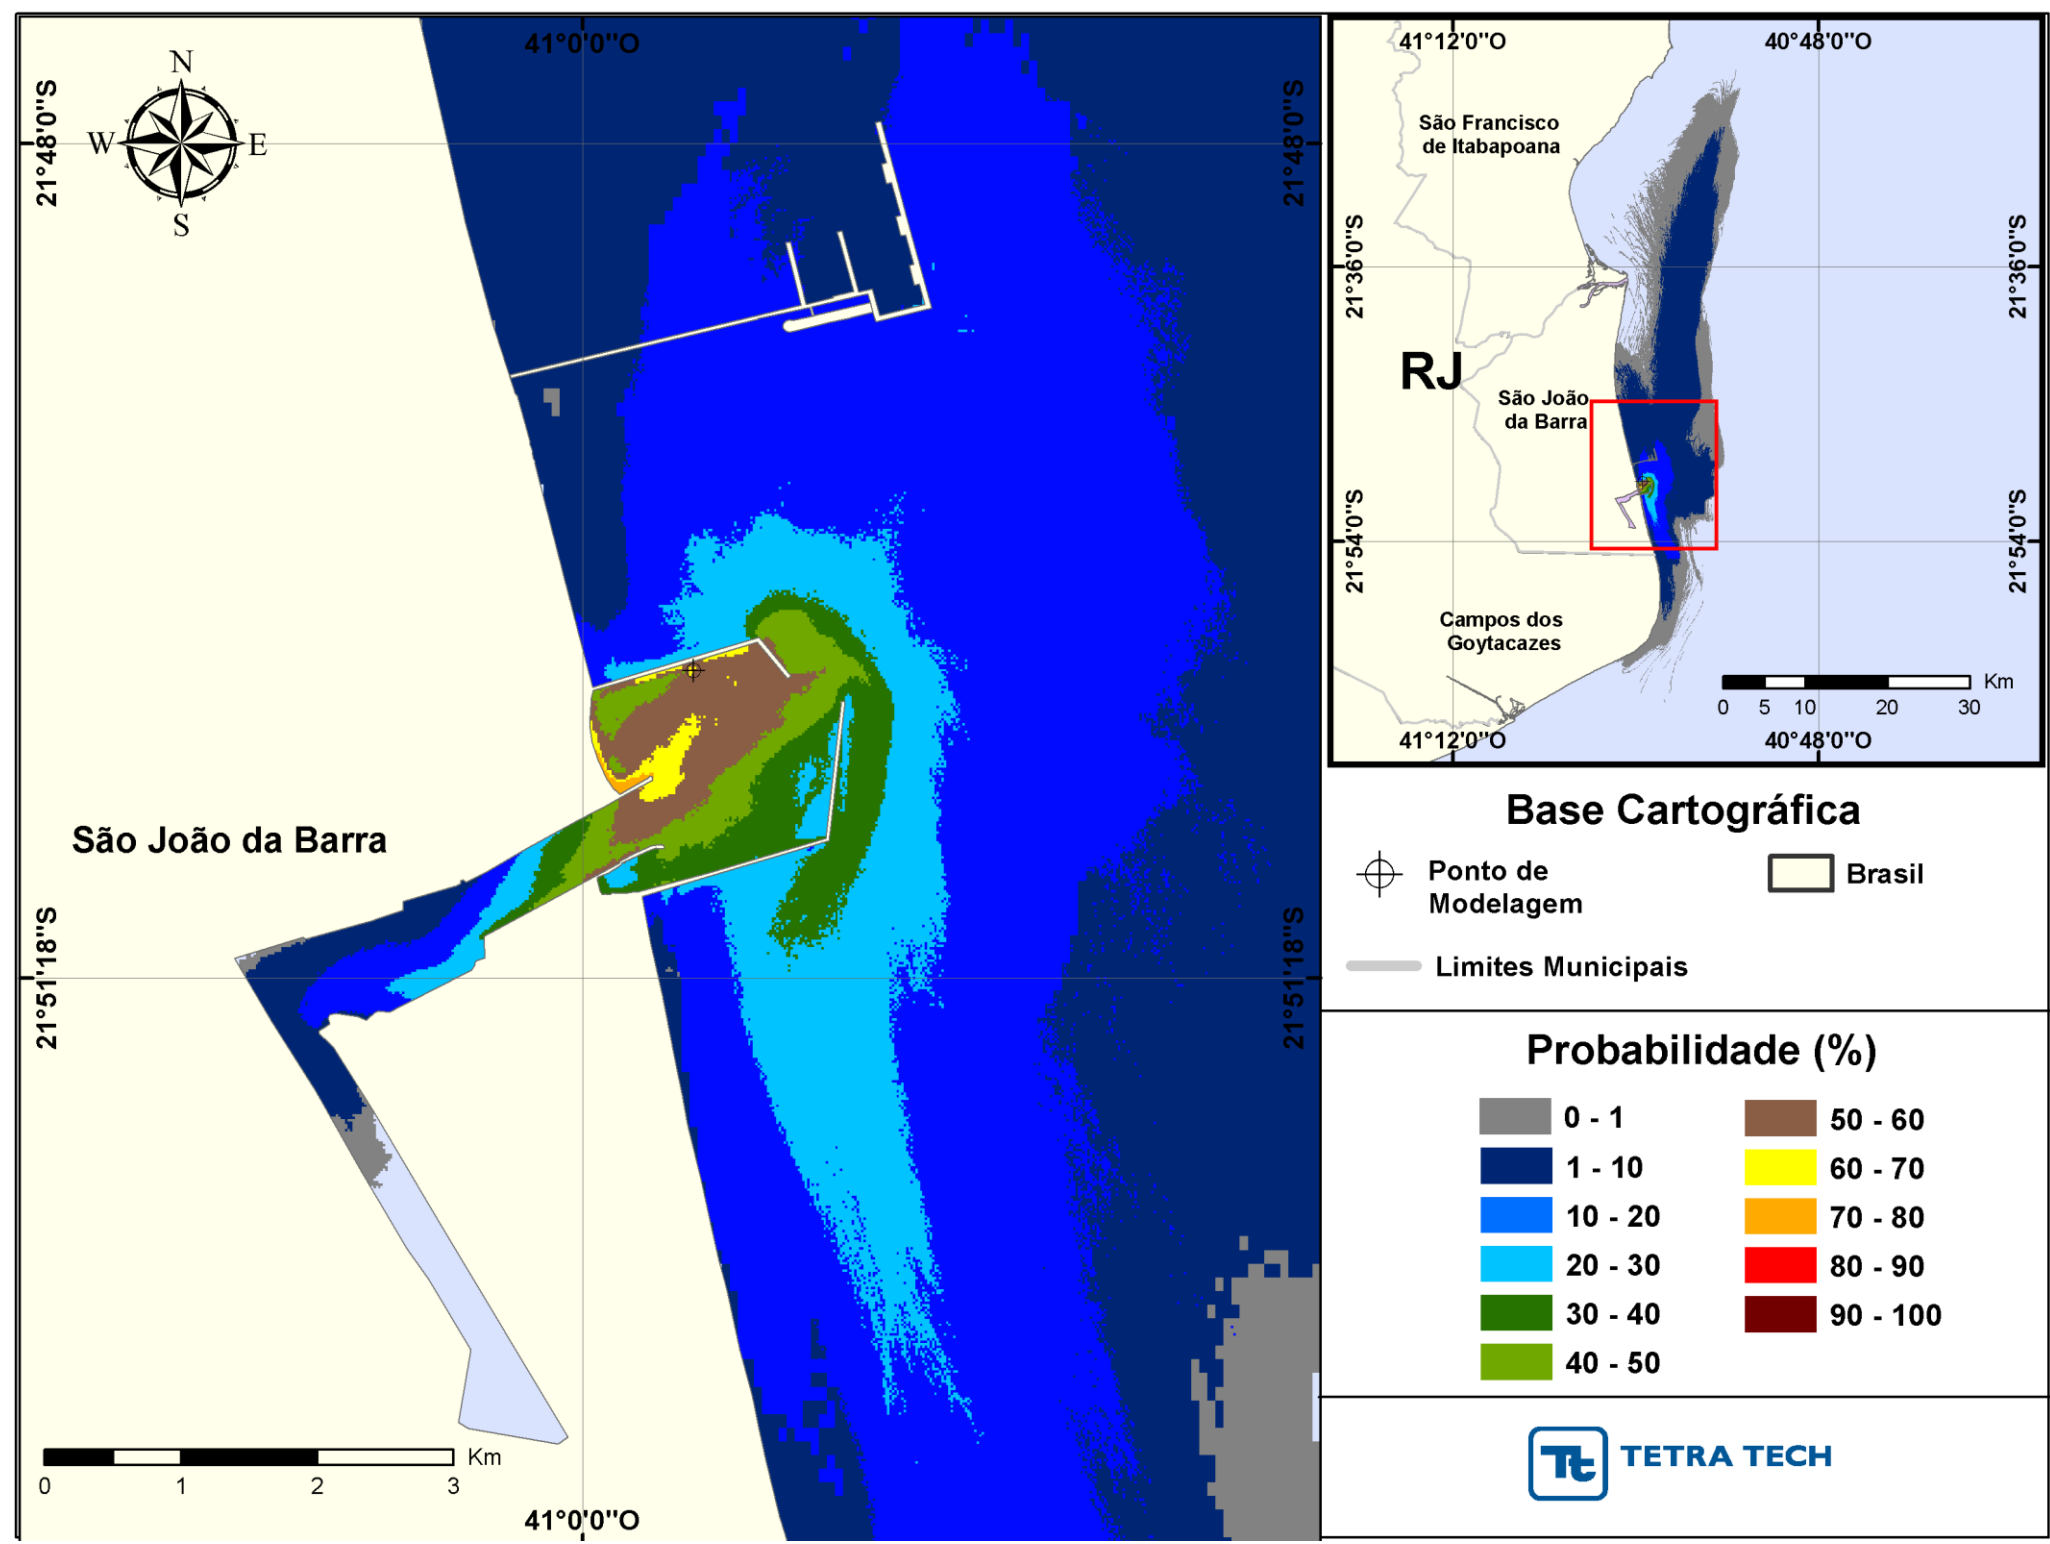 41°0'0"O
N
W
E
S
21°48'0"S
21°48'0"S
São João da Barra
21°51'18"S
21°51'18"S
Km
0
1
2
3
41°0'0"O
41°12'0"O
40°48'0"O
São Francisco
de Itabapoana
21°36'0"S
21°36'0"S
RJ
São João
da Barra
21°54'0"S
21°54'0"S
Campos dos
Goytacazes
Km
0
5
10
20
30
41°12'0"O
40°48'0"O
Base Cartográfica
Ponto de
Modelagem
Brasil
Limites Municipais
Probabilidade (%)
0 - 1
1 - 10
10 - 20
20 - 30
30 - 40
40 - 50
50 - 60
60 - 70
70 - 80
80 - 90
90 - 100
Tt
TETRA TECH